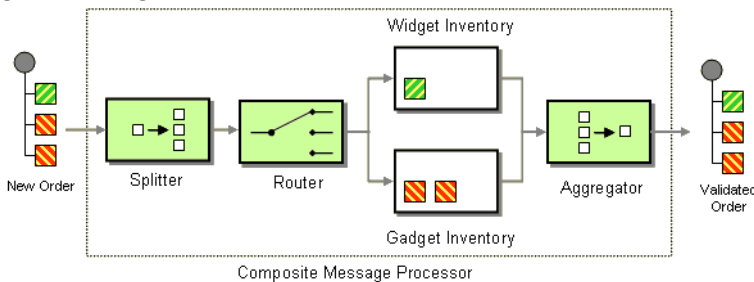 Widget Inventory
New Order
Splitter
Router
Aggregator
Validated
Order
Gadget Inventory
Composite Message Processor